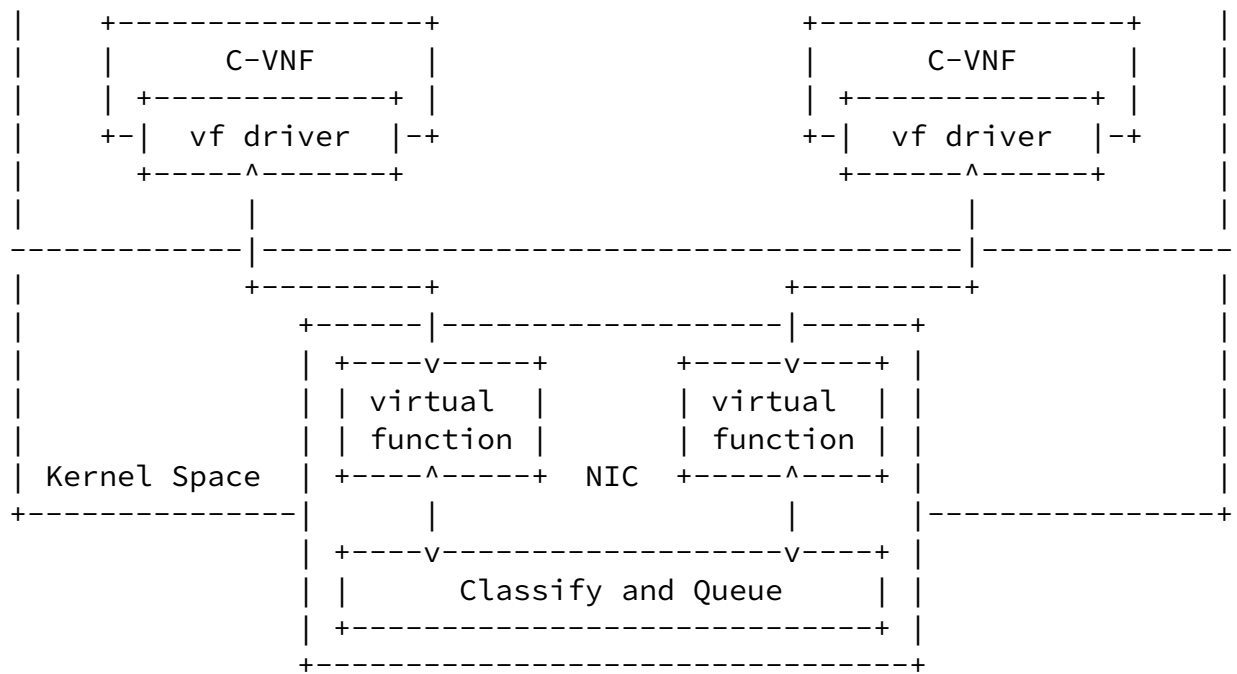 C-VNF C-VNF
vf driver vf driver
virtual virtual
function function
Kernel Space NIC
Classify and Queue